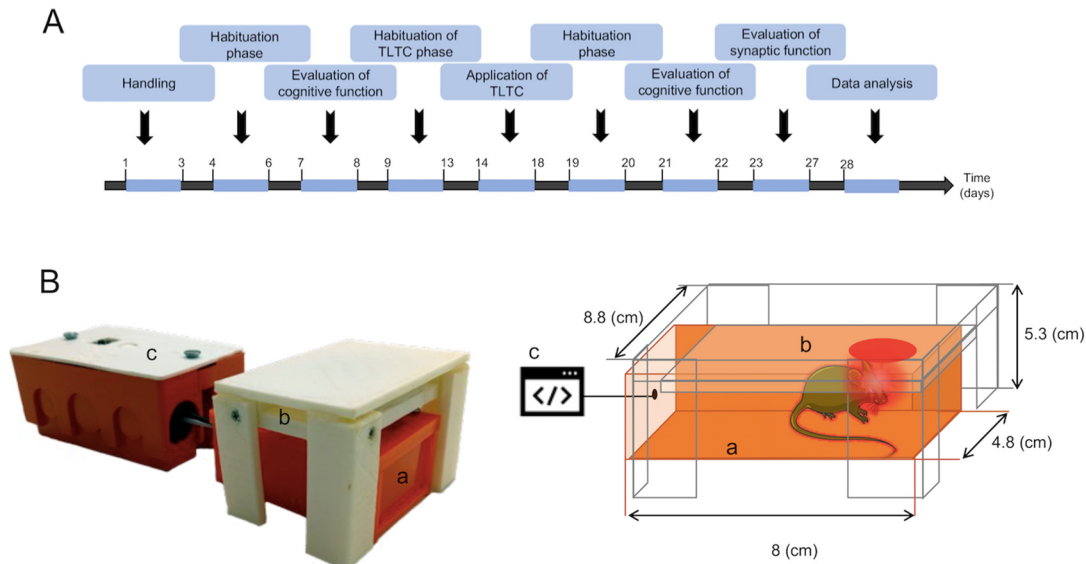 A
Habituation
phase
Habituation of
TLTC phase
Habituation
phase
Evaluation of
synaptic function
Handling
Evaluation of
cognitive function
Application of
TLTC
Evaluation of
cognitive function
Data analysis
1 3 4 6 7 8 9 13 14 18 19 20 21 22 23 27 28
Time
(days)
B
c
b
a
8.8 (cm)
5.3 (cm)
c
</>
b
a
4.8 (cm)
8 (cm)